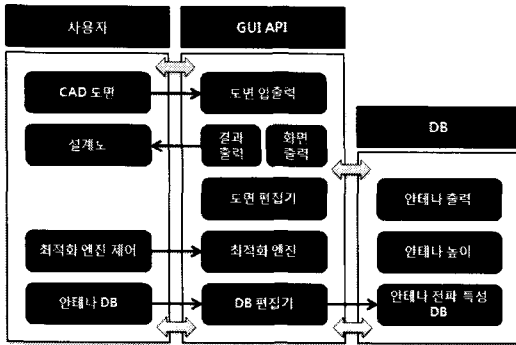 사용자
GUI API
CAD 도면
도면 입출력
DB
설계노
결과
출력
화면
출력
도면 편집기
안테나 출력
최적화 엔진 제어
최적화 엔진
안테나 높이
안테나 DB
DB 편집기
안테나 전파 특성
DB